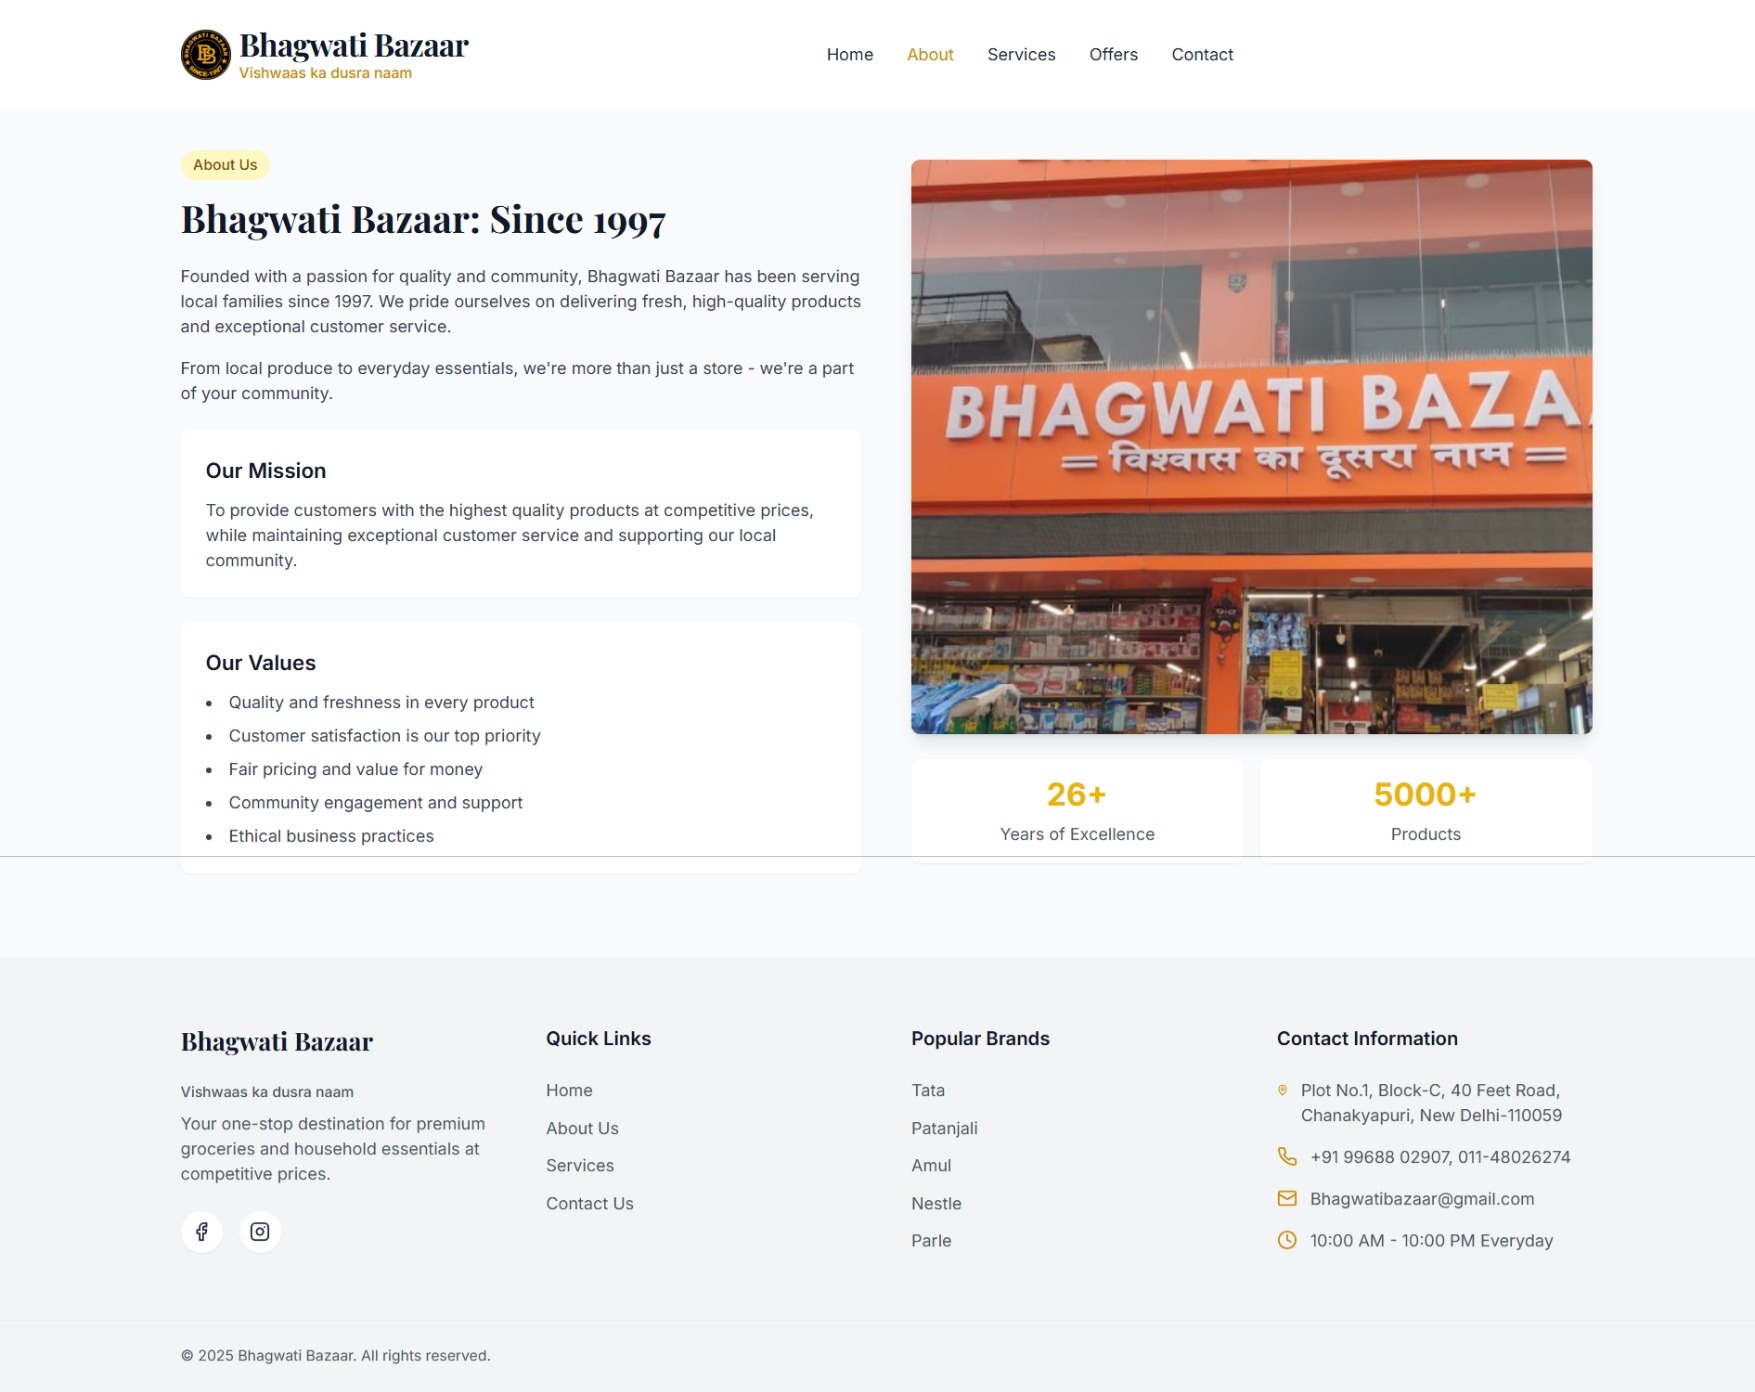 BHAGWATI BAZAAR
SINCE-1997
Bhagwati Bazaar
Vishwaas ka dusra naam
Home
About
Services
Offers
Contact
About Us
Bhagwati Bazaar: Since 1997
Founded with a passion for quality and community, Bhagwati Bazaar has been serving
local families since 1997. We pride ourselves on delivering fresh, high-quality products
and exceptional customer service.
From local produce to everyday essentials, we're more than just a store - we're a part
of your community.
Our Mission
To provide customers with the highest quality products at competitive prices,
while maintaining exceptional customer service and supporting our local
community.
Our Values
Quality and freshness in every product
Customer satisfaction is our top priority
Fair pricing and value for money
Community engagement and support
Ethical business practices
BHAGWATI BAZA
= विश्वास का दूसरा नाम =
26+
Years of Excellence
5000+
Products
Bhagwati Bazaar
Vishwaas ka dusra naam
Your one-stop destination for premium
groceries and household essentials at
competitive prices.
Quick Links
Home
About Us
Services
Contact Us
Popular Brands
Tata
Patanjali
Amul
Nestle
Parle
Contact Information
Plot No.1, Block-C, 40 Feet Road,
Chanakyapuri, New Delhi-110059
+91 99688 02907, 011-48026274
Bhagwatibazaar@gmail.com
10:00 AM - 10:00 PM Everyday
© 2025 Bhagwati Bazaar. All rights reserved.